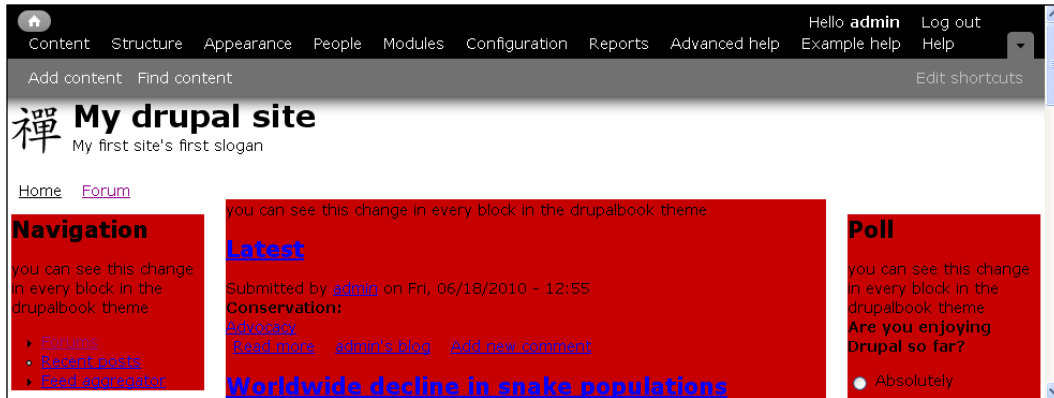 Hello admin Log out
Content Structure Appearance People Modules Configuration Reports Advanced help Example help Help
Add content Find content Edit shortcuts
禪 My drupal site
My first site's first slogan
Home Forum
Navigation
you can see this change
in every block in the
drupalbook theme
Forums
Recent posts
Feed aggregator
you can see this change in every block in the drupalbook theme
Latest
Submitted by admin on Fri, 06/18/2010 - 12:55
Conservation:
Advocacy
Read more admin's blog Add new comment
Worldwide decline in snake populations
Poll
you can see this change
in every block in the
drupalbook theme
Are you enjoying
Drupal so far?
Absolutely